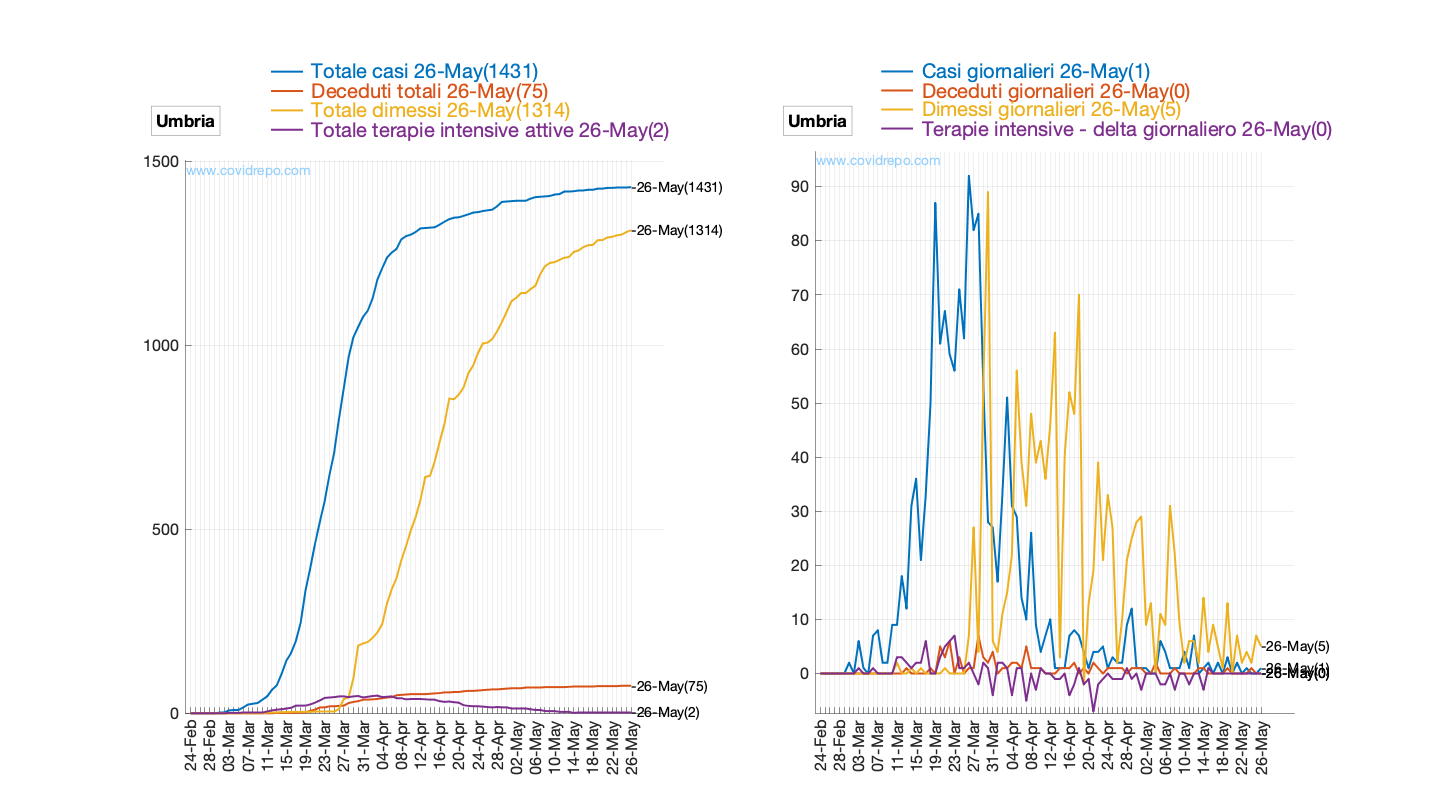 Totale casi 26-May(1431)
Deceduti totali 26-May(75)
Totale dimessi 26-May(1314)
Totale terapie intensive attive 26-May(2)
Umbria
www.covidrepo.com
1500
1000
500
0
26-May(1431)
26-May(1314)
26-May(75)
26-May(2)
24-Feb
28-Feb
03-Mar
07-Mar
11-Mar
15-Mar
19-Mar
23-Mar
27-Mar
31-Mar
04-Apr
08-Apr
12-Apr
16-Apr
20-Apr
24-Apr
28-Apr
02-May
06-May
10-May
14-May
18-May
22-May
26-May
Casi giornalieri 26-May(1)
Deceduti giornalieri 26-May(0)
Dimessi giornalieri 26-May(5)
Terapie intensive - delta giornaliero 26-May(0)
Umbria
www.covidrepo.com
90
80
70
60
50
40
30
20
10
0
26-May(5)
26-May(1)
26-May(0)
24-Feb
28-Feb
03-Mar
07-Mar
11-Mar
15-Mar
19-Mar
23-Mar
27-Mar
31-Mar
04-Apr
08-Apr
12-Apr
16-Apr
20-Apr
24-Apr
28-Apr
02-May
06-May
10-May
14-May
18-May
22-May
26-May